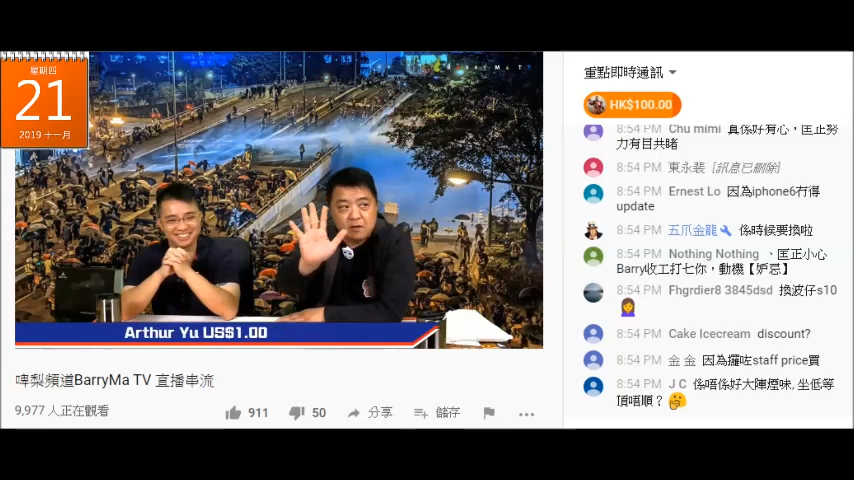 星期四
21
2019 十一月
BARRYMATT
Arthur Yu US$1.00
啤梨頻道BarryMa TV 直播串流
9,977 人正在觀看
911
50
分享
儲存
重點即時通訊
HK$100.00
8:54 PM Chu mimi 真係好有心，匡正努
力有目共睹
8:54 PM 東永裴 [訊息已刪除]
8:54 PM Ernest Lo 因為iphone6冇得
update
8:54 PM 五爪金龍 係時候要換啦
8:54 PM Nothing Nothing 、匡正小心
Barry收工打七你，動機【妒忌】
8:54 PM Fhgrdier8 3845dsd 換波仔s10
8:54 PM Cake Icecream discount?
8:54 PM 金 金 因為攞咗staff price買
8:54 PM J C 係唔係好大陣煙味, 坐低等
頂唔順？